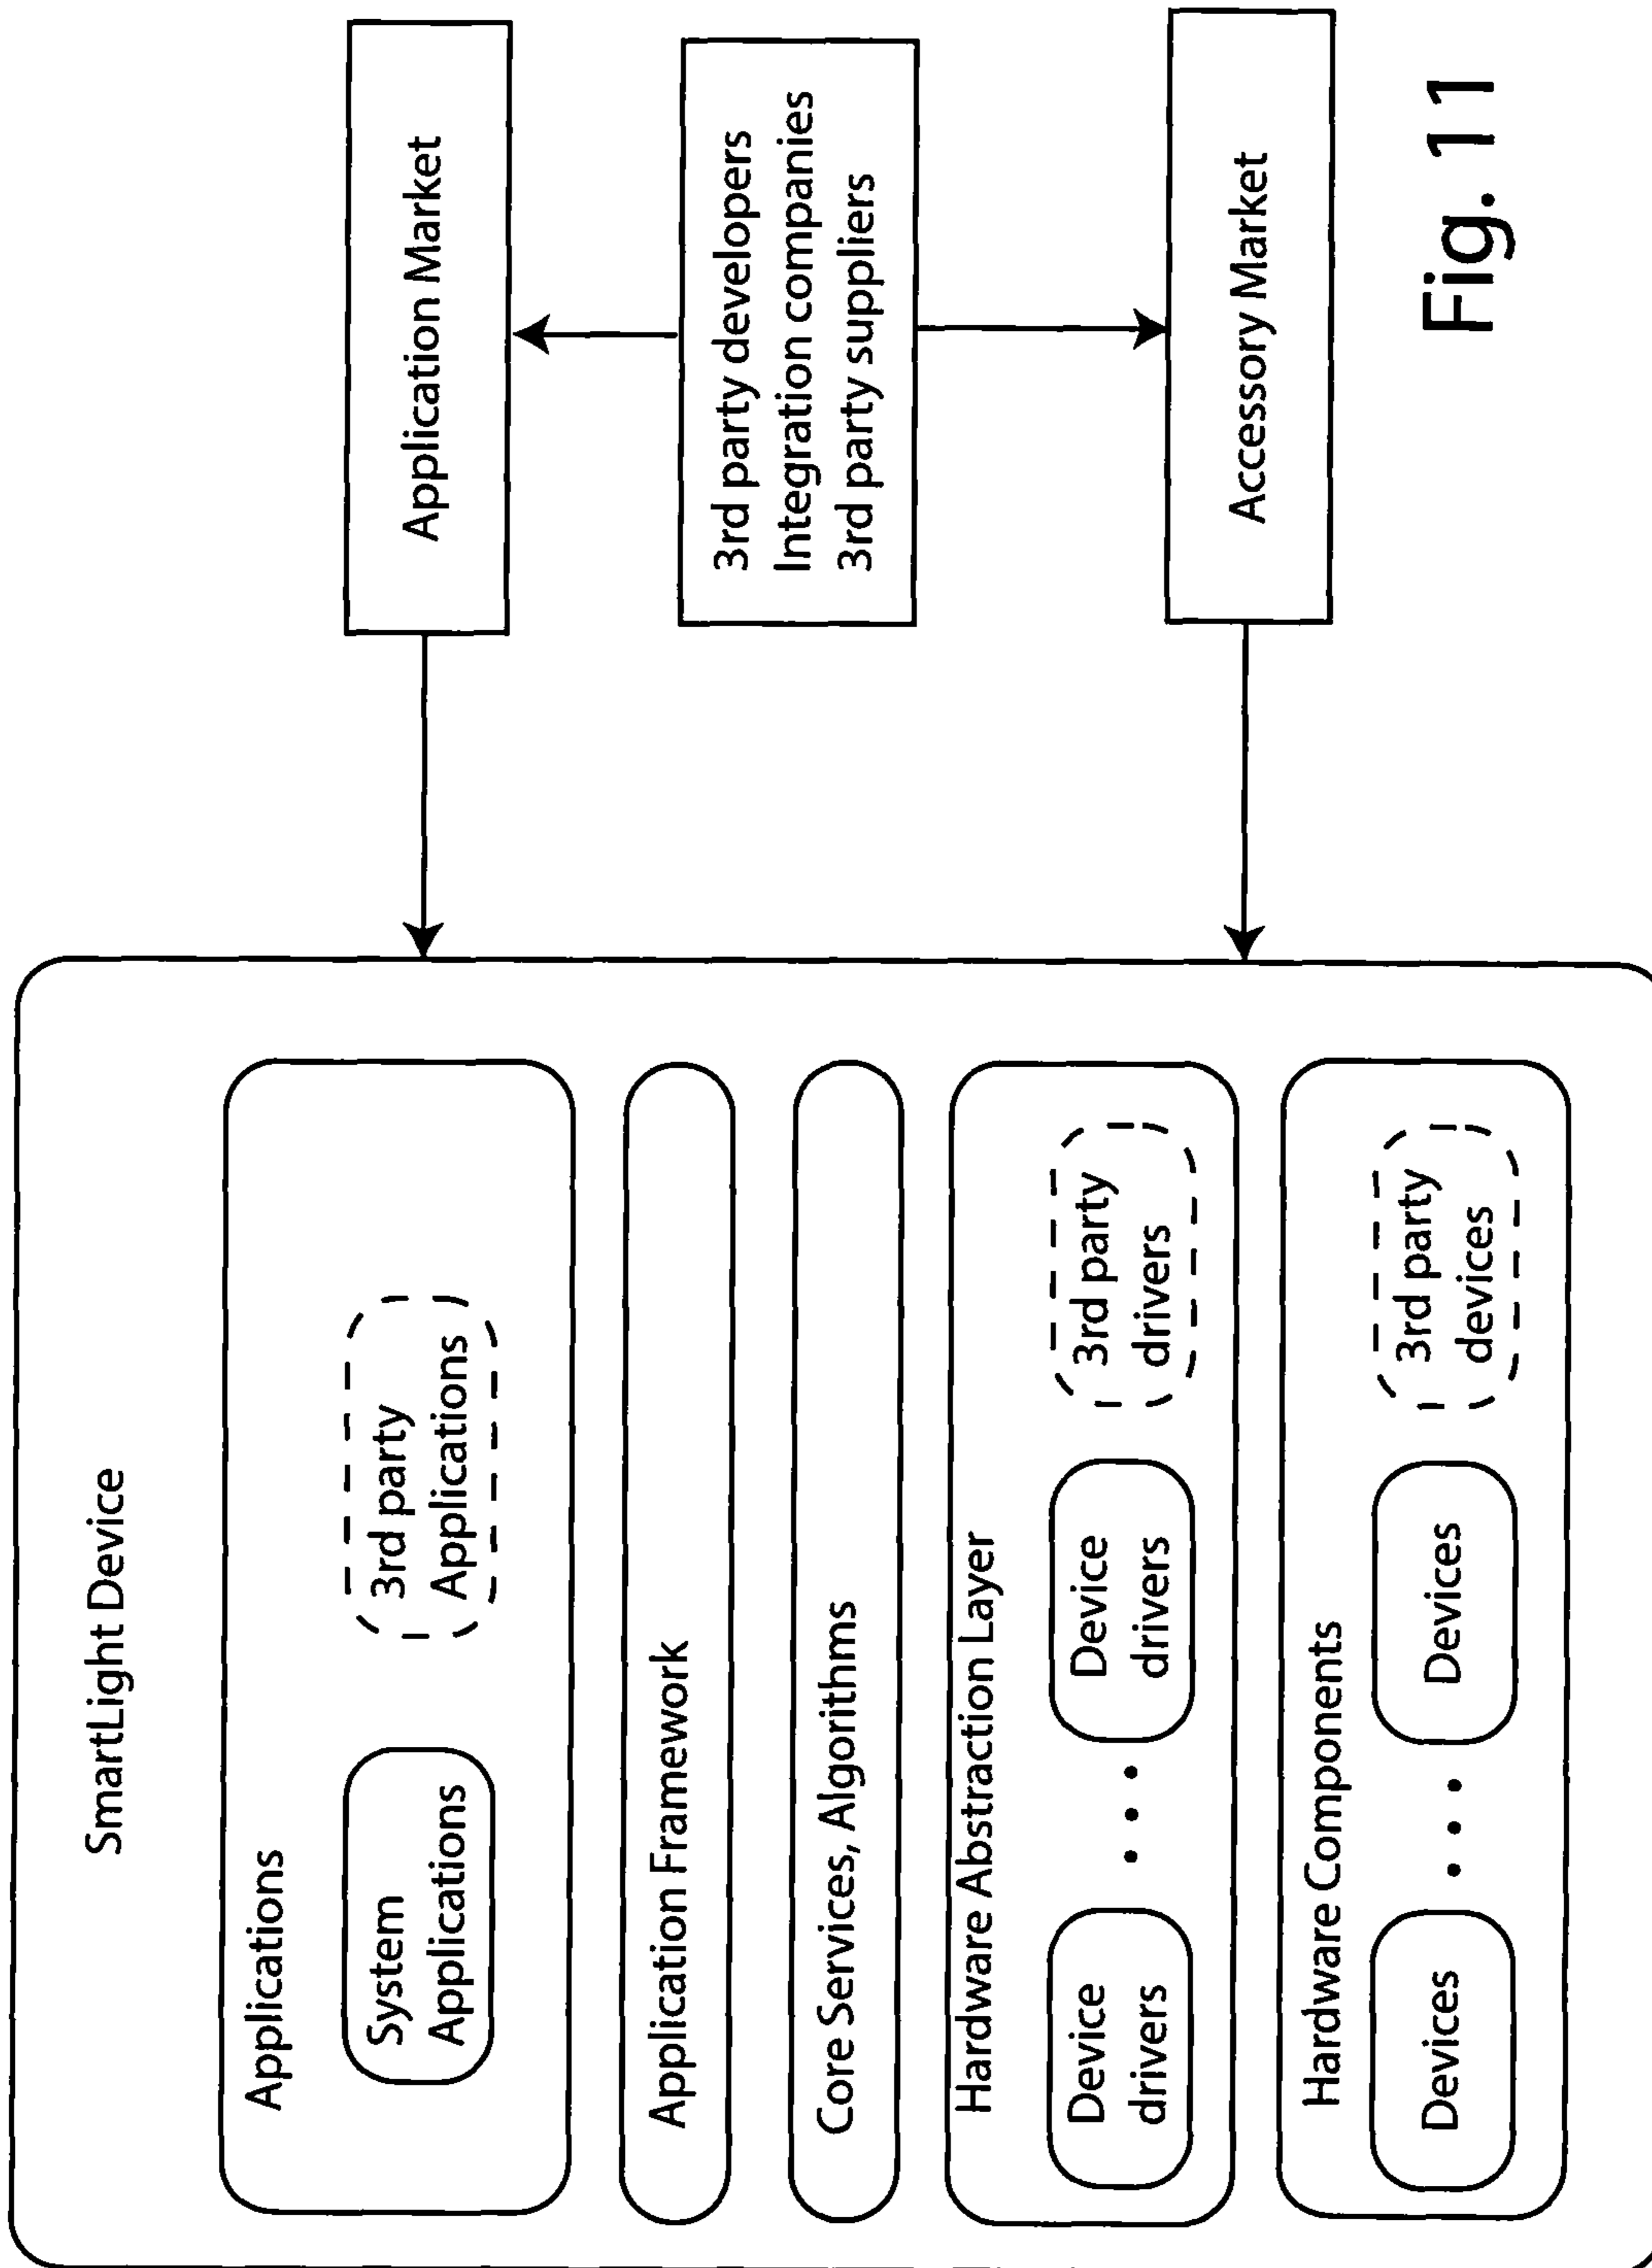 SmartLight Device
Applications
System
Applications
3rd party
Applications
Application Framework
Core Services, Algorithms
Hardware Abstraction Layer
Device
drivers
Device
drivers
3rd party
drivers
Hardware Components
Devices
Devices
3rd party
devices
Application Market
3rd party developers
Integration companies
3rd party suppliers
Accessory Market
Fig. 11